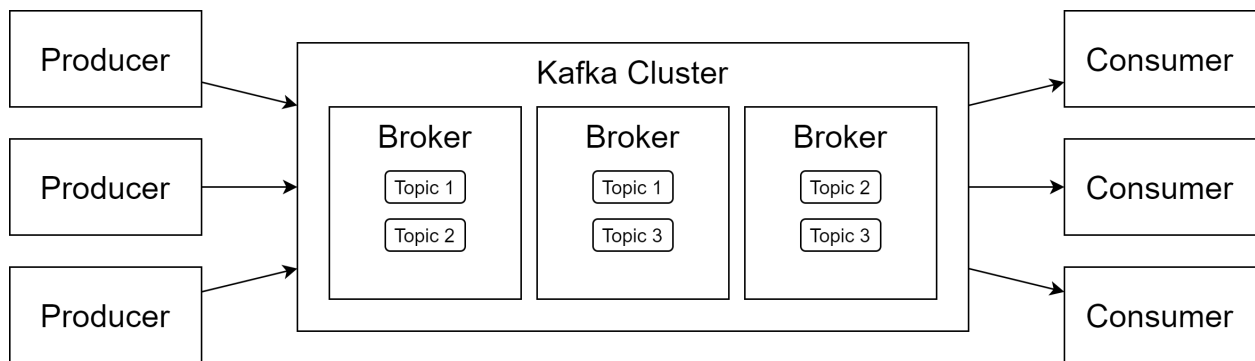 Producer
Producer
Producer
Kafka Cluster
Broker
Topic 1
Topic 2
Broker
Topic 1
Topic 3
Broker
Topic 2
Topic 3
Consumer
Consumer
Consumer